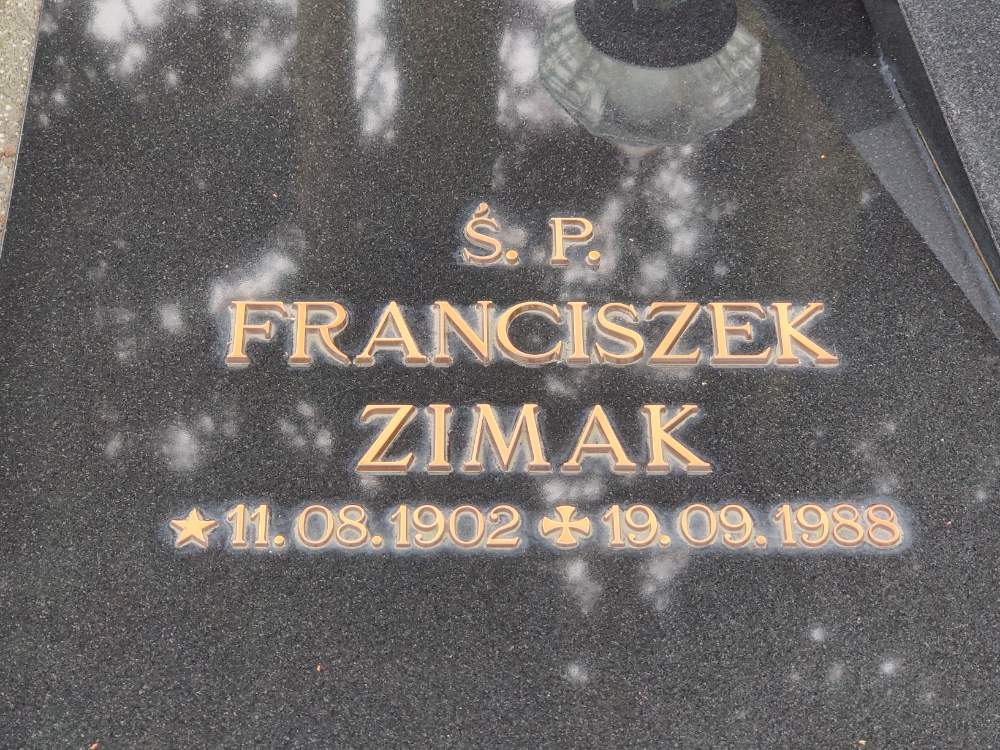 Ś. P.
FRANCISZEK
ZIMAK
★ 11.08.1902 ✠ 19.09.1988